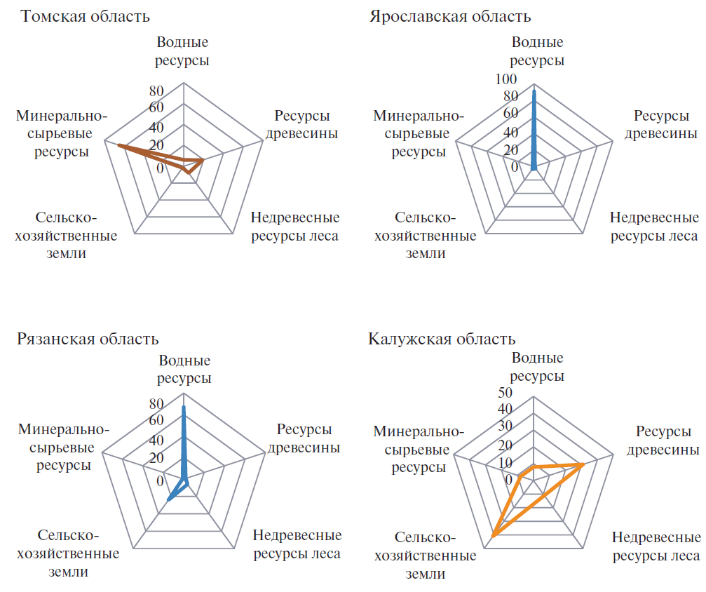 Томская область
Водные
ресурсы
80
60
40
20
0
Ресурсы
древесины
Недревесные
ресурсы леса
Сельско-
хозяйственные
земли
Минерально-
сырьевые
ресурсы
Ярославская область
Водные
ресурсы
100
80
60
40
20
0
Ресурсы
древесины
Недревесные
ресурсы леса
Сельско-
хозяйственные
земли
Минерально-
сырьевые
ресурсы
Рязанская область
Водные
ресурсы
80
60
40
20
0
Ресурсы
древесины
Недревесные
ресурсы леса
Сельско-
хозяйственные
земли
Минерально-
сырьевые
ресурсы
Калужская область
Водные
ресурсы
50
40
30
20
10
0
Ресурсы
древесины
Недревесные
ресурсы леса
Сельско-
хозяйственные
земли
Минерально-
сырьевые
ресурсы